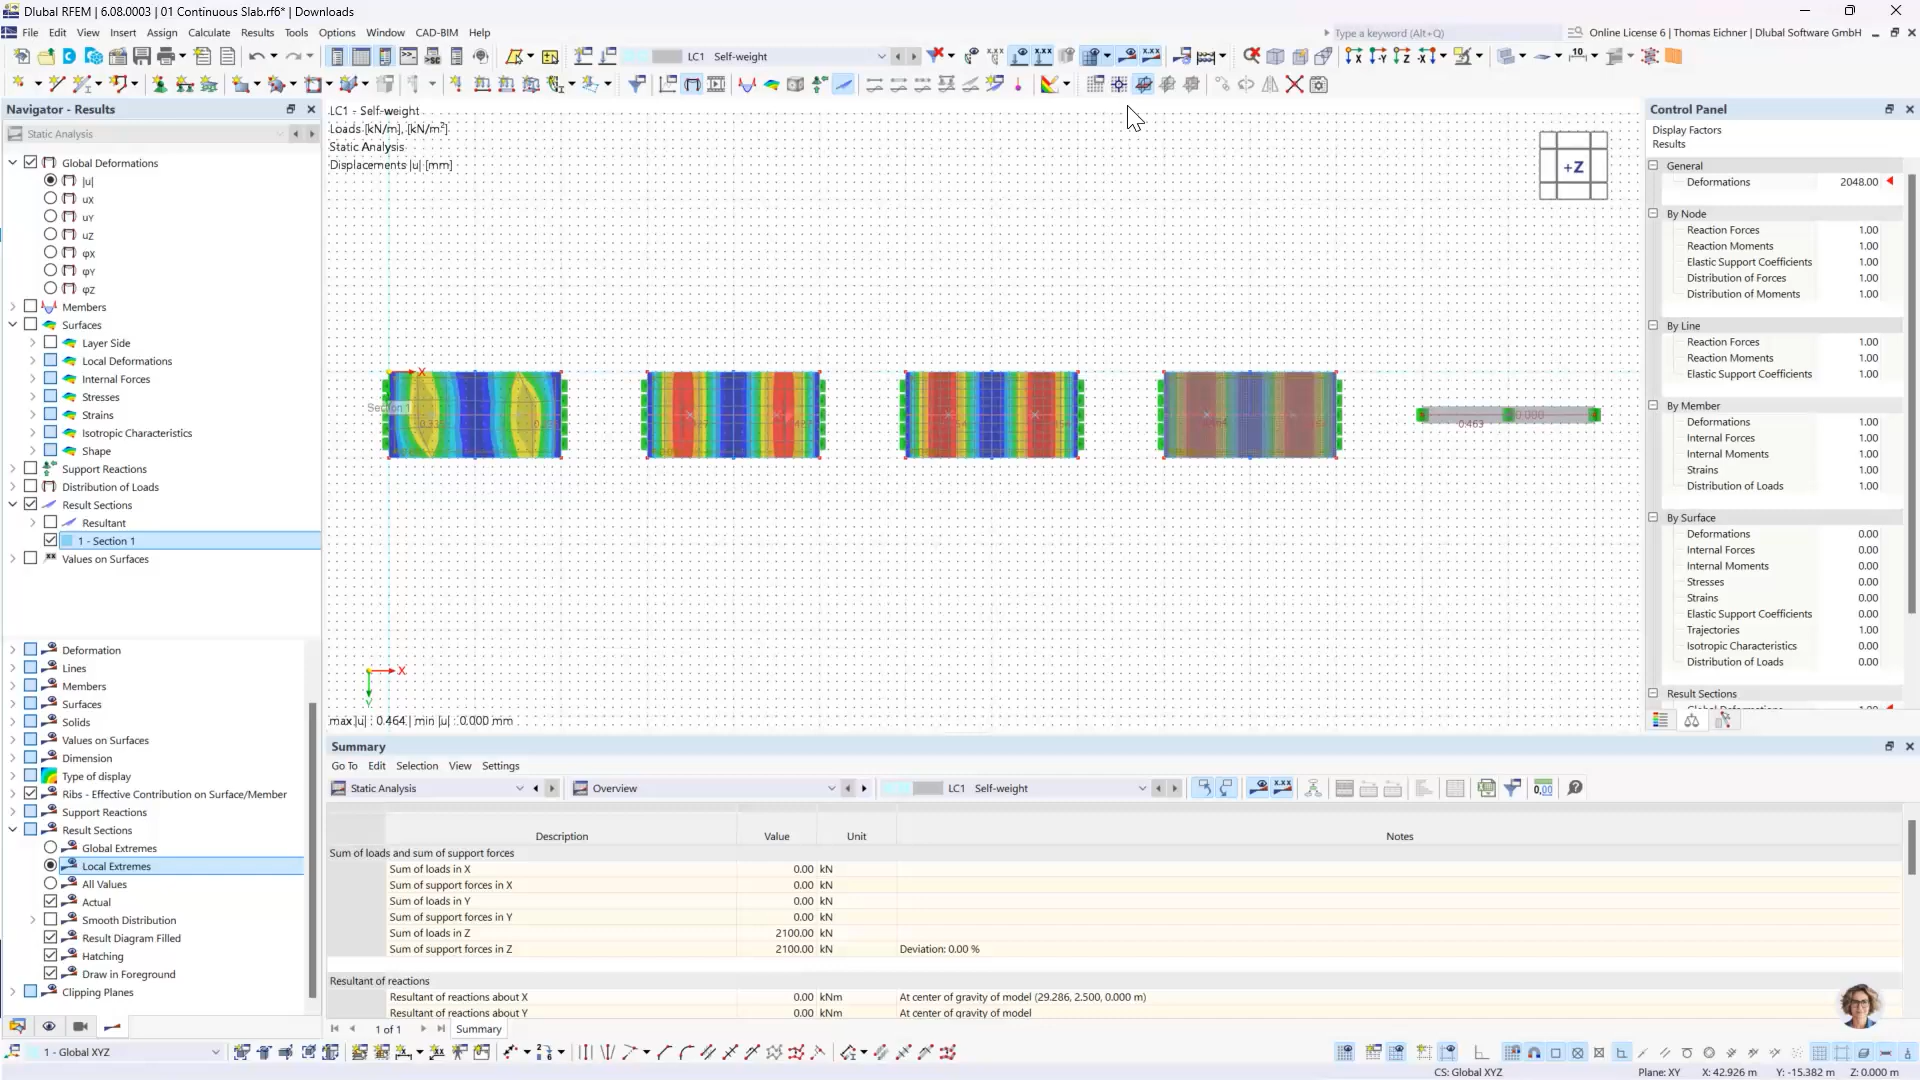 Dlubal RFEM | 6.08.0003 | 01 Continuous Slab.rf6* | Downloads
File Edit View Insert Assign Calculate Results Tools Options Window CAD-BIM Help
Type a keyword (Alt+Q)
Online License 6 | Thomas Eichner | Dlubal Software GmbH
LC1 Self-weight
Navigator - Results
Static Analysis
Global Deformations
|u|
uX
uY
uZ
φX
φY
φZ
Members
Surfaces
Layer Side
Local Deformations
Internal Forces
Stresses
Strains
Isotropic Characteristics
Shape
Support Reactions
Distribution of Loads
Result Sections
Resultant
1 - Section 1
Values on Surfaces
Deformation
Lines
Members
Surfaces
Solids
Values on Surfaces
Dimension
Type of display
Ribs - Effective Contribution on Surface/Member
Support Reactions
Result Sections
Global Extremes
Local Extremes
All Values
Actual
Smooth Distribution
Result Diagram Filled
Hatching
Draw in Foreground
Clipping Planes
1 - Global XYZ
LC1 - Self-weight
Loads [kN/m], [kN/m²]
Static Analysis
Displacements |u| [mm]
+Z
X
Section 1
0.463
0.000
X
Y
max |u| : 0.464 | min |u| : 0.000 mm
Control Panel
Display Factors
Results
General
Deformations 2048.00
By Node
Reaction Forces 1.00
Reaction Moments 1.00
Elastic Support Coefficients 1.00
Distribution of Forces 1.00
Distribution of Moments 1.00
By Line
Reaction Forces 1.00
Reaction Moments 1.00
Elastic Support Coefficients 1.00
By Member
Deformations 1.00
Internal Forces 1.00
Internal Moments 1.00
Strains 1.00
Distribution of Loads 1.00
By Surface
Deformations 0.00
Internal Forces 0.00
Internal Moments 0.00
Stresses 0.00
Strains 0.00
Elastic Support Coefficients 0.00
Trajectories 1.00
Isotropic Characteristics 0.00
Distribution of Loads 0.00
Result Sections
Summary
Go To Edit Selection View Settings
Static Analysis Overview LC1 Self-weight
Description Value Unit Notes
Sum of loads and sum of support forces
Sum of loads in X 0.00 kN
Sum of support forces in X 0.00 kN
Sum of loads in Y 0.00 kN
Sum of support forces in Y 0.00 kN
Sum of loads in Z 2100.00 kN
Sum of support forces in Z 2100.00 kN Deviation: 0.00 %
Resultant of reactions
Resultant of reactions about X 0.00 kNm At center of gravity of model (29.286, 2.500, 0.000 m)
Resultant of reactions about Y 0.00 kNm At center of gravity of model
1 of 1 Summary
CS: Global XYZ Plane: XY X: 42.926 m Y: -15.382 m Z: 0.000 m